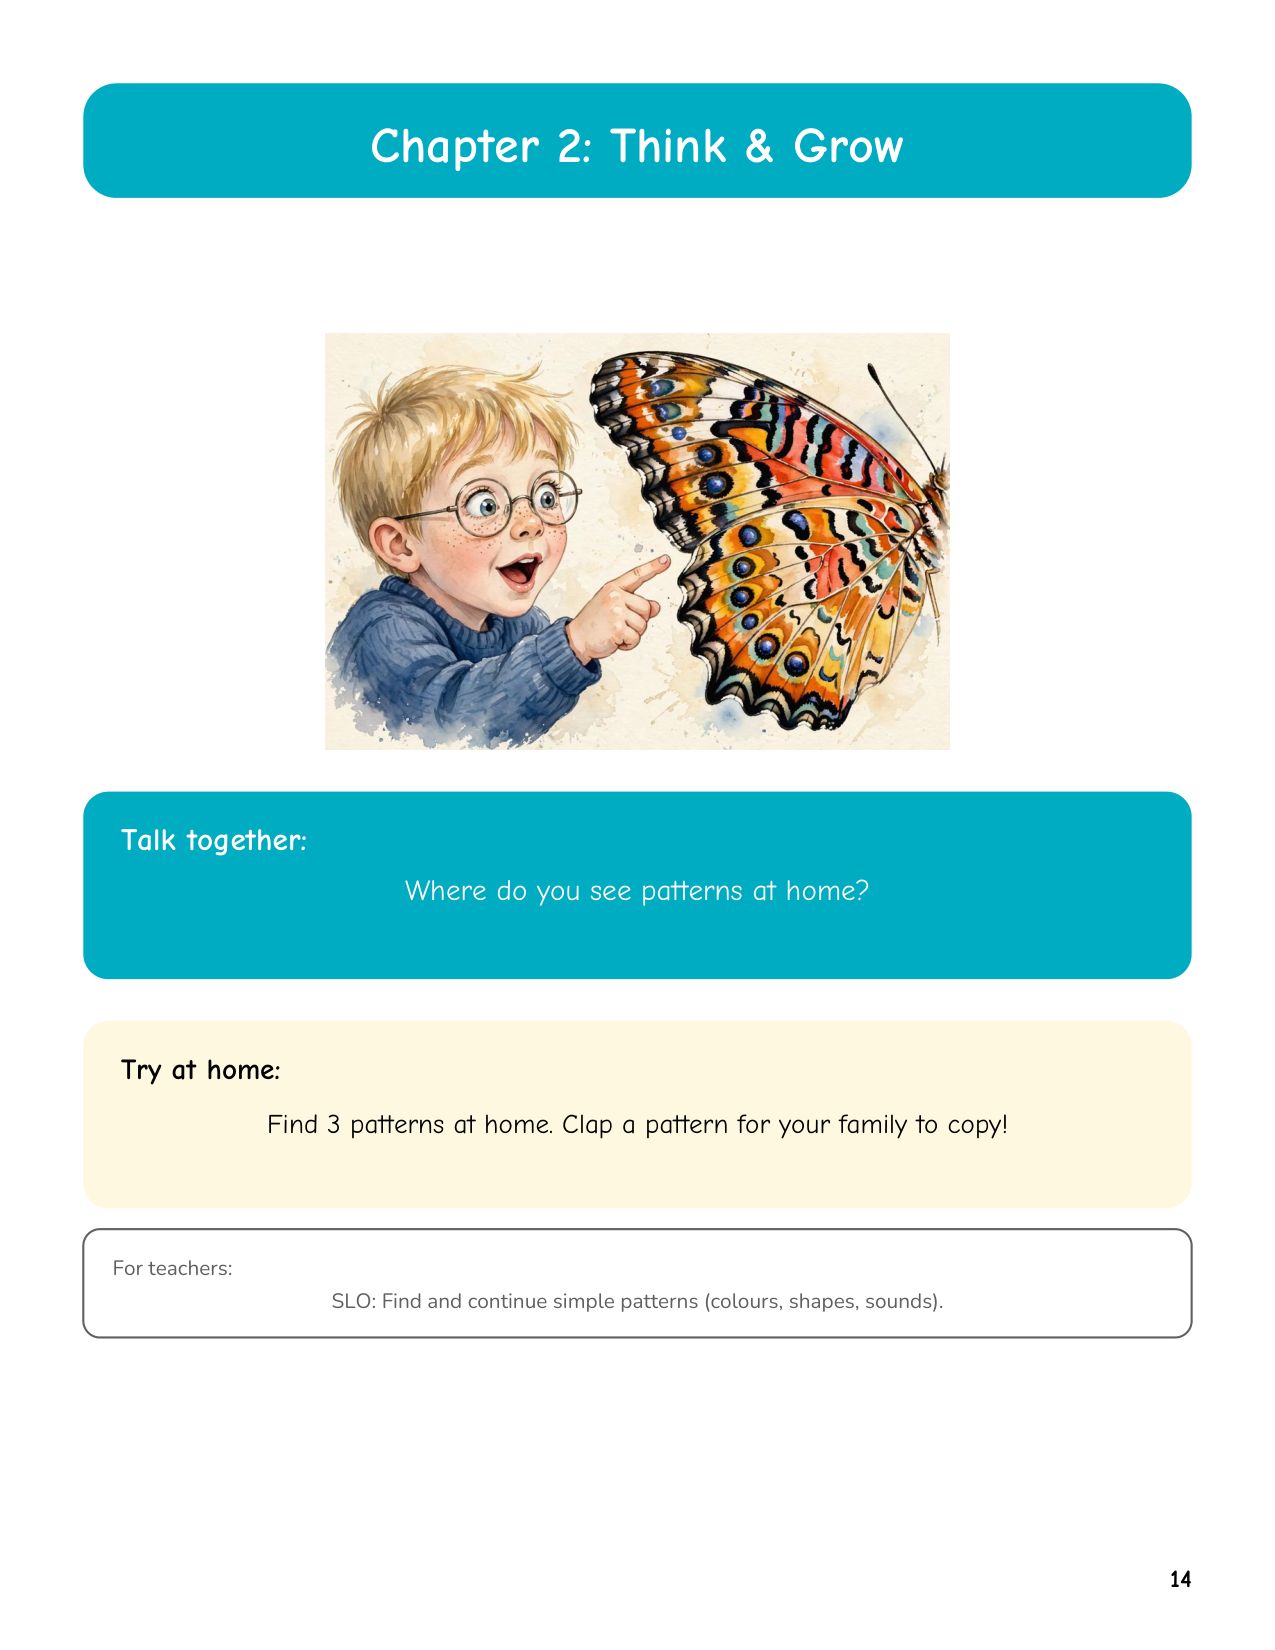 Chapter 2: Think & Grow
Talk together:
Where do you see patterns at home?
Try at home:
Find 3 patterns at home. Clap a pattern for your family to copy!
For teachers:
SLO: Find and continue simple patterns (colours, shapes, sounds).
14